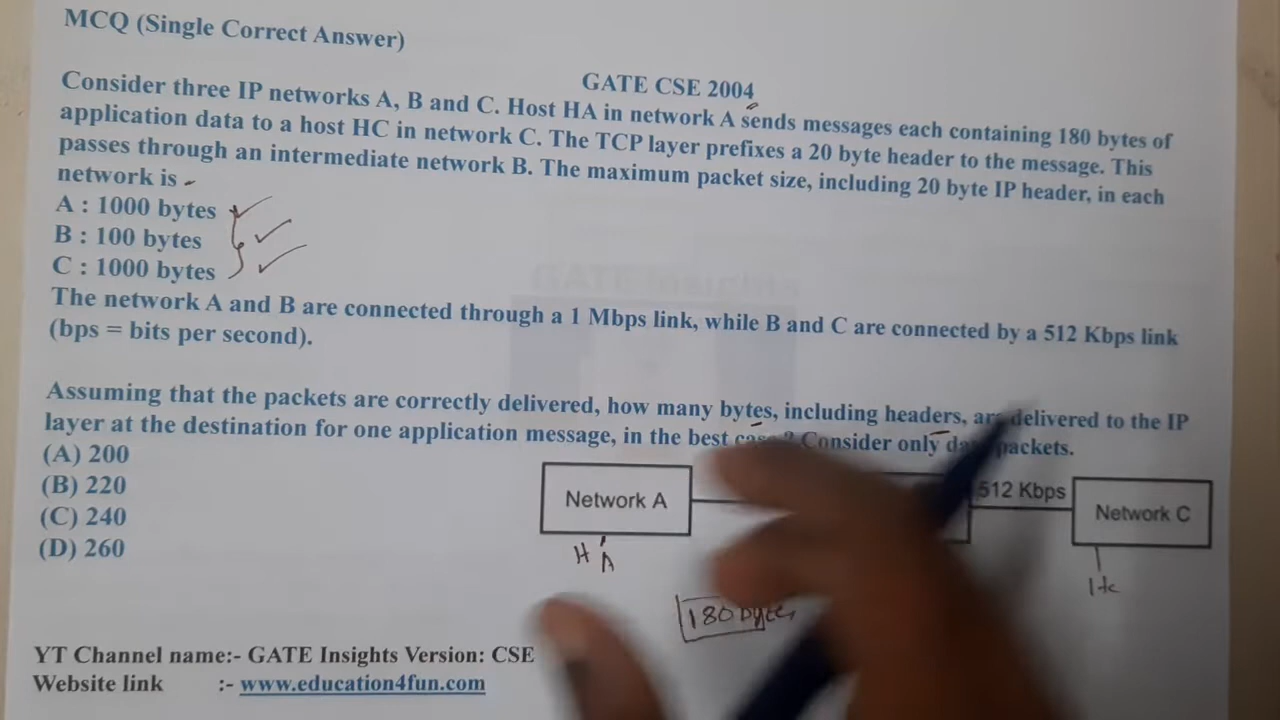 MCQ (Single Correct Answer)
GATE CSE 2004
Consider three IP networks A, B and C. Host HA in network A sends messages each containing 180 bytes of
application data to a host HC in network C. The TCP layer prefixes a 20 byte header to the message. This
passes through an intermediate network B. The maximum packet size, including 20 byte IP header, in each
network is
A : 1000 bytes
B : 100 bytes
C : 1000 bytes
The network A and B are connected through a 1 Mbps link, while B and C are connected by a 512 Kbps link
(bps = bits per second).
Assuming that the packets are correctly delivered, how many bytes, including headers, are delivered to the IP
layer at the destination for one application message, in the best case? Consider only data packets.
(A) 200
(B) 220
(C) 240
(D) 260
Network A
512 Kbps
Network C
HA
Hc
180 bytes
YT Channel name:- GATE Insights Version: CSE
Website link :- www.education4fun.com